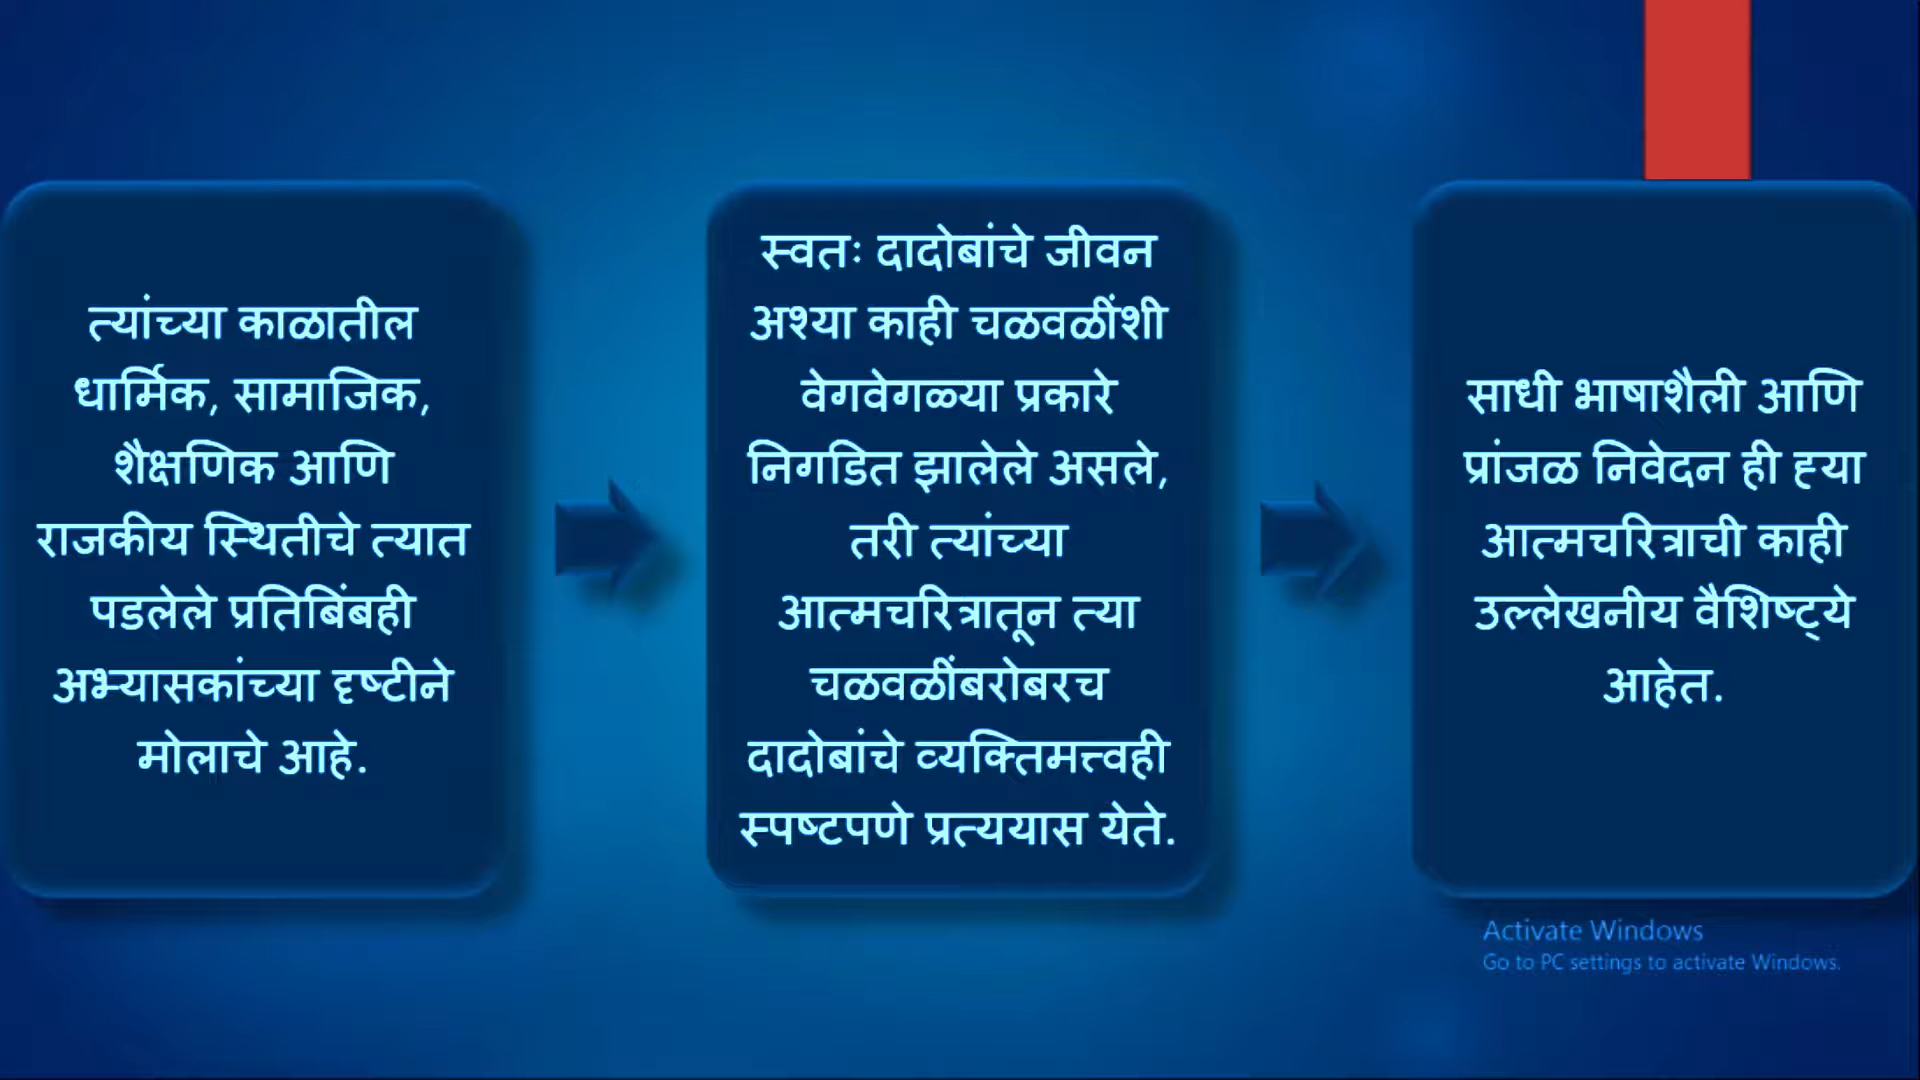 त्यांच्या काळातील
धार्मिक, सामाजिक,
शैक्षणिक आणि
राजकीय स्थितीचे त्यात
पडलेले प्रतिबिंबही
अभ्यासकांच्या दृष्टीने
मोलाचे आहे.
स्वतः दादोबांचे जीवन
अश्या काही चळवळींशी
वेगवेगळ्या प्रकारे
निगडित झालेले असले,
तरी त्यांच्या
आत्मचरित्रातून त्या
चळवळींबरोबरच
दादोबांचे व्यक्तिमत्त्वही
स्पष्टपणे प्रत्ययास येते.
साधी भाषाशैली आणि
प्रांजळ निवेदन ही ह्या
आत्मचरित्राची काही
उल्लेखनीय वैशिष्ट्ये
आहेत.
Activate Windows
Go to PC settings to activate Windows.